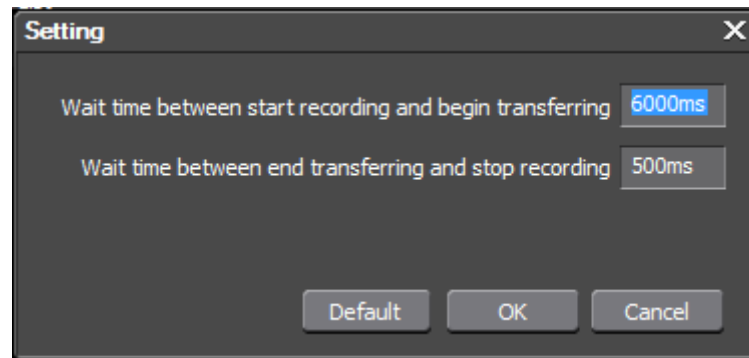 Setting
Wait time between start recording and begin transferring 6000ms
Wait time between end transferring and stop recording 500ms
Default OK Cancel